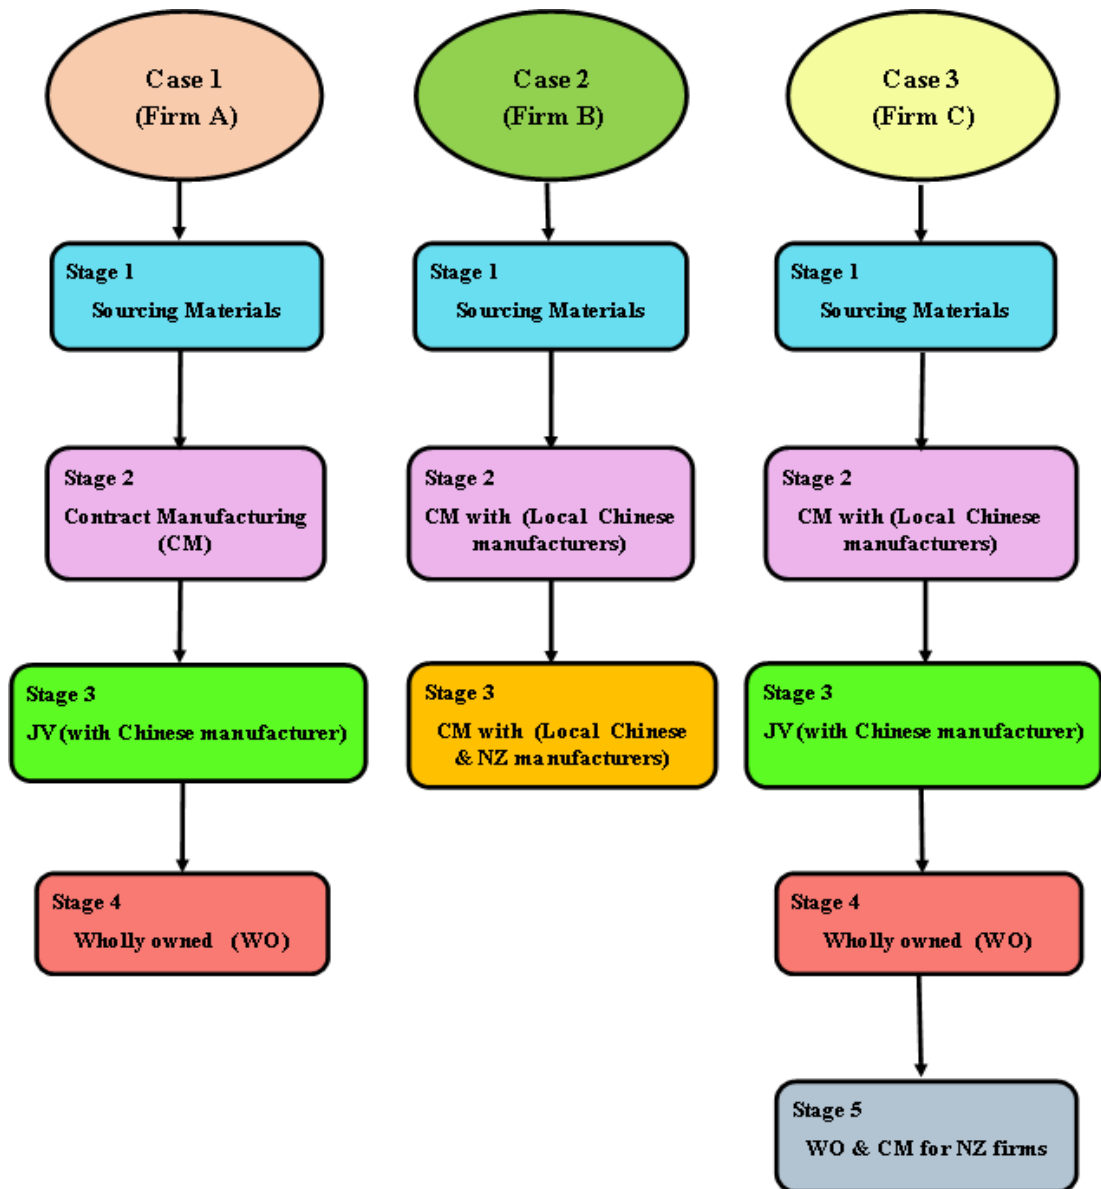 Case 1
(Firm A)
Stage 1
Sourcing Materials
Stage 2
Contract Manufacturing
(CM)
Stage 3
JV (with Chinese manufacturer)
Stage 4
Wholly owned (WO)
Case 2
(Firm B)
Stage 1
Sourcing Materials
Stage 2
CM with (Local Chinese
manufacturers)
Stage 3
CM with (Local Chinese
& NZ manufacturers)
Case 3
(Firm C)
Stage 1
Sourcing Materials
Stage 2
CM with (Local Chinese
manufacturers)
Stage 3
JV (with Chinese manufacturer)
Stage 4
Wholly owned (WO)
Stage 5
WO & CM for NZ firms